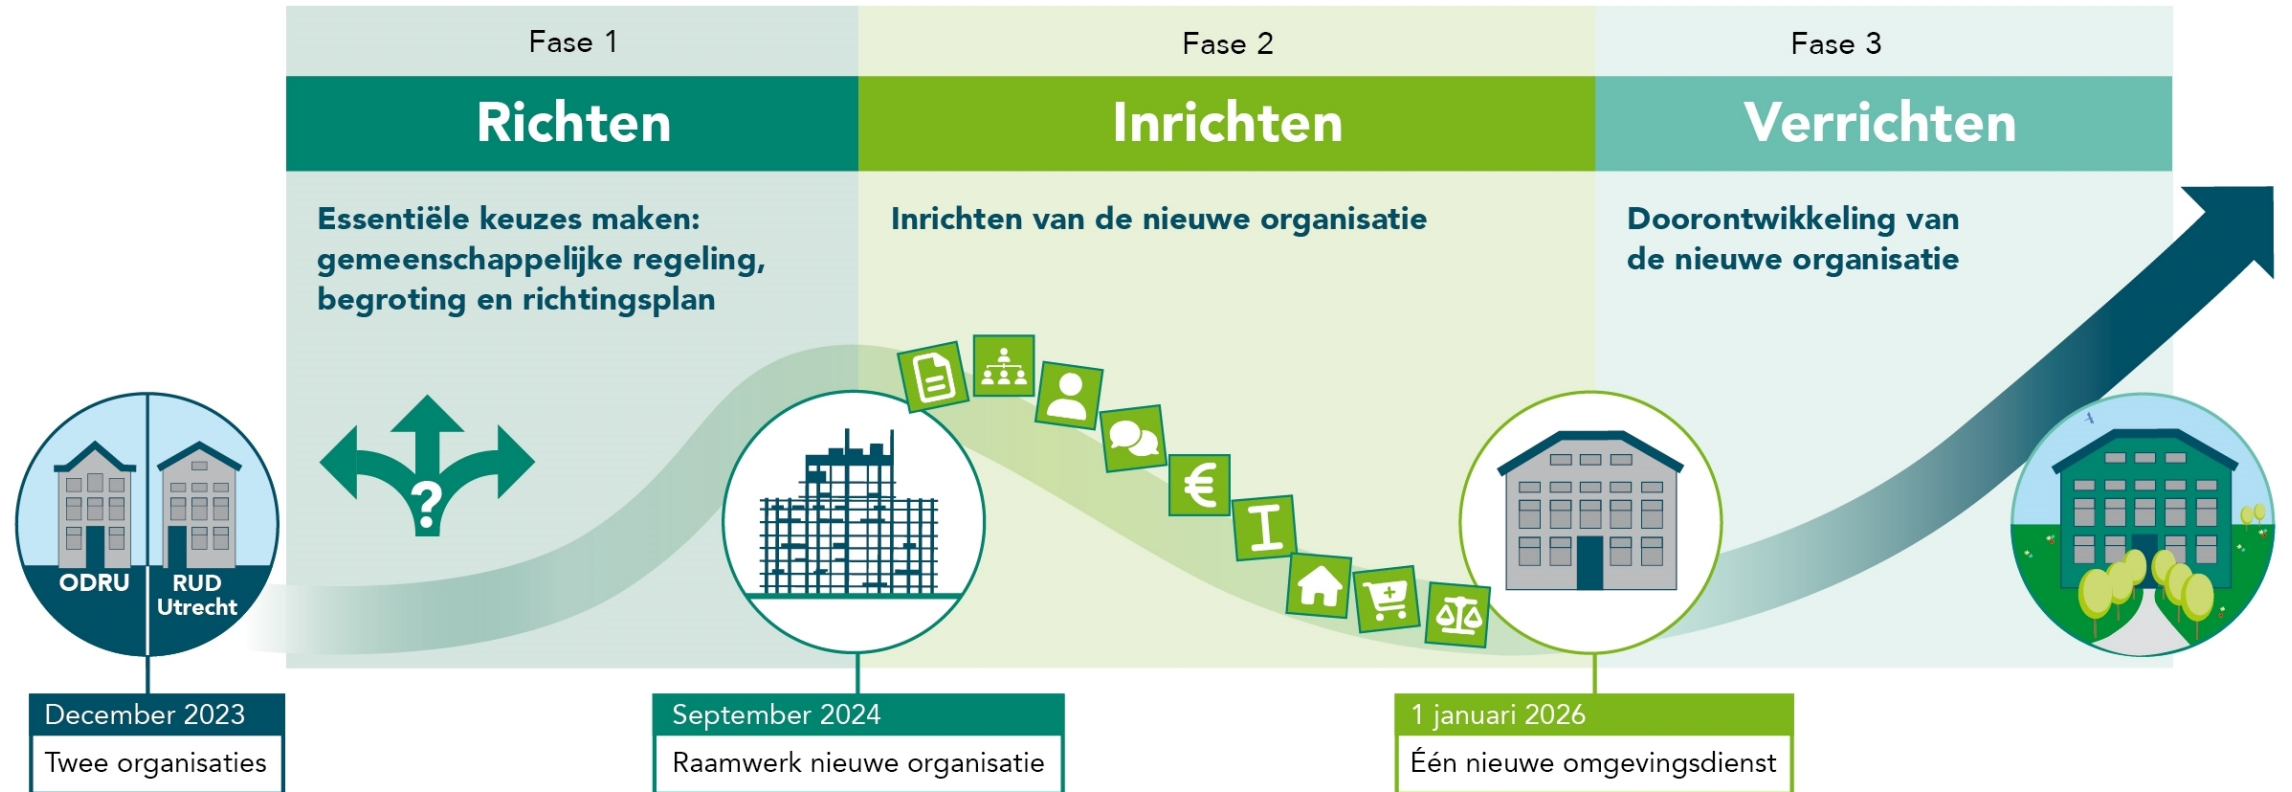 Fase 1
Fase 2
Fase 3
Richten
Inrichten
Verrichten
Essentiële keuzes maken:
gemeenschappelijke regeling,
begroting en richtingsplan
Inrichten van de nieuwe organisatie
Doorontwikkeling van
de nieuwe organisatie
?
€
ODRU
RUD
Utrecht
December 2023
Twee organisaties
September 2024
Raamwerk nieuwe organisatie
1 januari 2026
Één nieuwe omgevingsdienst